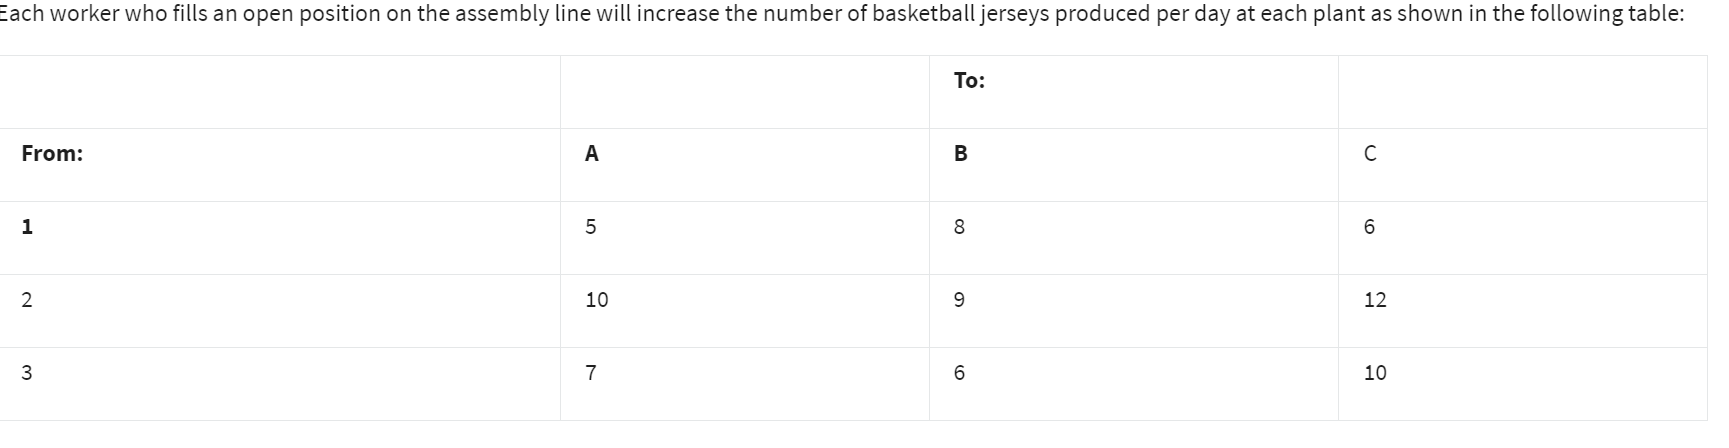 Each worker who fills an open position on the assembly line will increase the number of basketball jerseys produced per day at each plant as shown in the following table:
To:
From: A B C
1 5 8 6
2 10 9 12
3 7 6 10